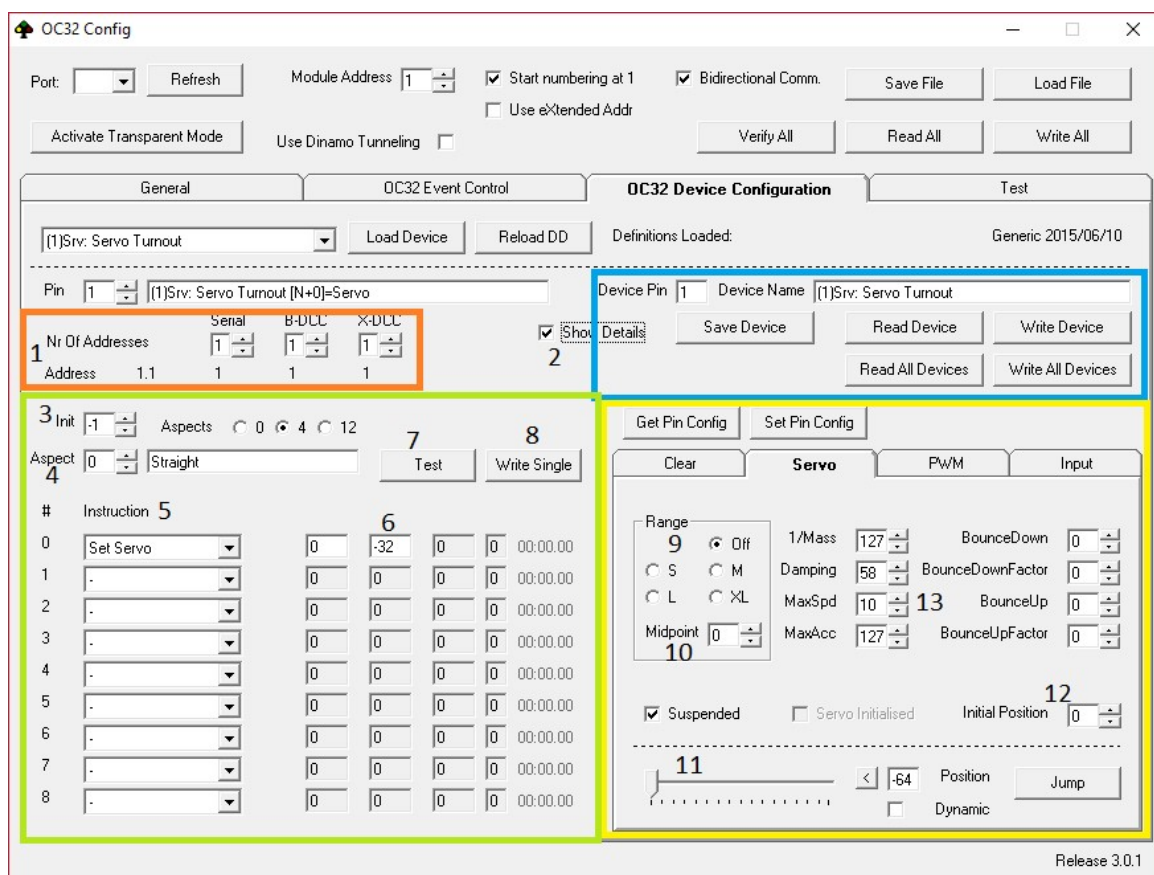 OC32 Config
Port: Refresh Module Address 1 Start numbering at 1 Bidirectional Comm. Save File Load File
Use eXtended Addr
Activate Transparent Mode Use Dinamo Tunneling Verify All Read All Write All
General OC32 Event Control OC32 Device Configuration Test
(1)Srv: Servo Turnout Load Device Reload DD Definitions Loaded: Generic 2015/06/10
Pin 1 (1)Srv: Servo Turnout [N+0]=Servo Device Pin 1 Device Name (1)Srv: Servo Turnout
Serial B-DCC X-DCC
1 Nr Of Addresses 1 1 1 2 Show Details Save Device Read Device Write Device
Address 1.1 1 1 1 Read All Devices Write All Devices
3 Init -1 Aspects 0 4 12 7 8 Get Pin Config Set Pin Config
Aspect 0 Straight Test Write Single Clear Servo PWM Input
4
# Instruction 5 6
0 Set Servo 0 -32 0 0 00:00.00
1 - 0 0 0 0 00:00.00
2 - 0 0 0 0 00:00.00
3 - 0 0 0 0 00:00.00
4 - 0 0 0 0 00:00.00
5 - 0 0 0 0 00:00.00
6 - 0 0 0 0 00:00.00
7 - 0 0 0 0 00:00.00
8 - 0 0 0 0 00:00.00
Range
9 Off 1/Mass 127 BounceDown 0
S M Damping 58 BounceDownFactor 0
L XL MaxSpd 10 13 BounceUp 0
Midpoint 0 MaxAcc 127 BounceUpFactor 0
10
12
Suspended Servo Initialised Initial Position 0
11 < -64 Position Jump
Dynamic
Release 3.0.1